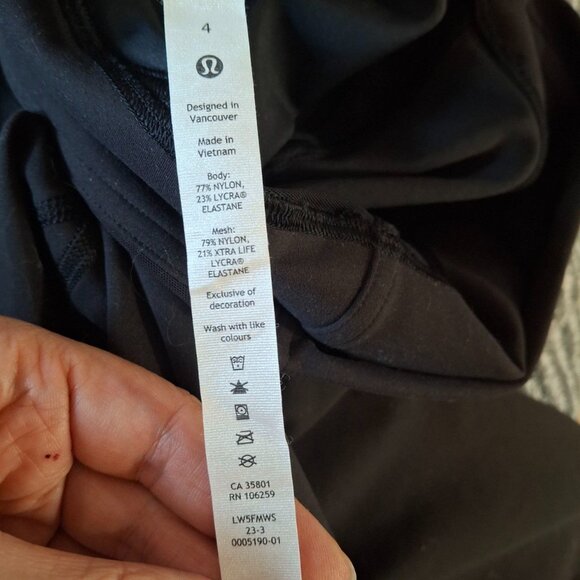 4
Designed in
Vancouver
Made in
Vietnam
Body:
77% NYLON,
23% LYCRA®
ELASTANE
Mesh:
79% NYLON,
21% XTRA LIFE
LYCRA®
ELASTANE
Exclusive of
decoration
Wash with like
colours
CA 35801
RN 106259
LW5FMWS
23-3
0005190-01